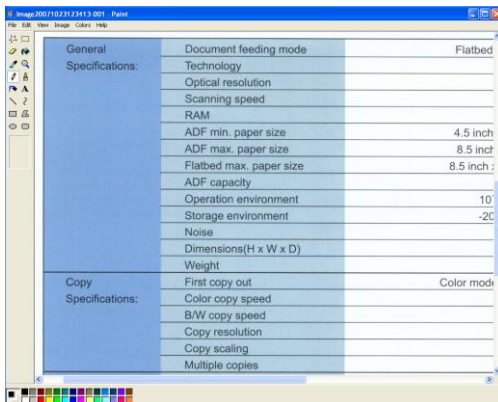 Image20071023123413-001 - Paint
File Edit View Image Colors Help
General Document feeding mode Flatbed
Specifications: Technology
Optical resolution
Scanning speed
RAM
ADF min. paper size 4.5 inch
ADF max. paper size 8.5 inch
Flatbed max. paper size 8.5 inch
ADF capacity
Operation environment 10
Storage environment -20
Noise
Dimensions(H x W x D)
Weight
Copy First copy out Color mode
Specifications: Color copy speed
B/W copy speed
Copy resolution
Copy scaling
Multiple copies